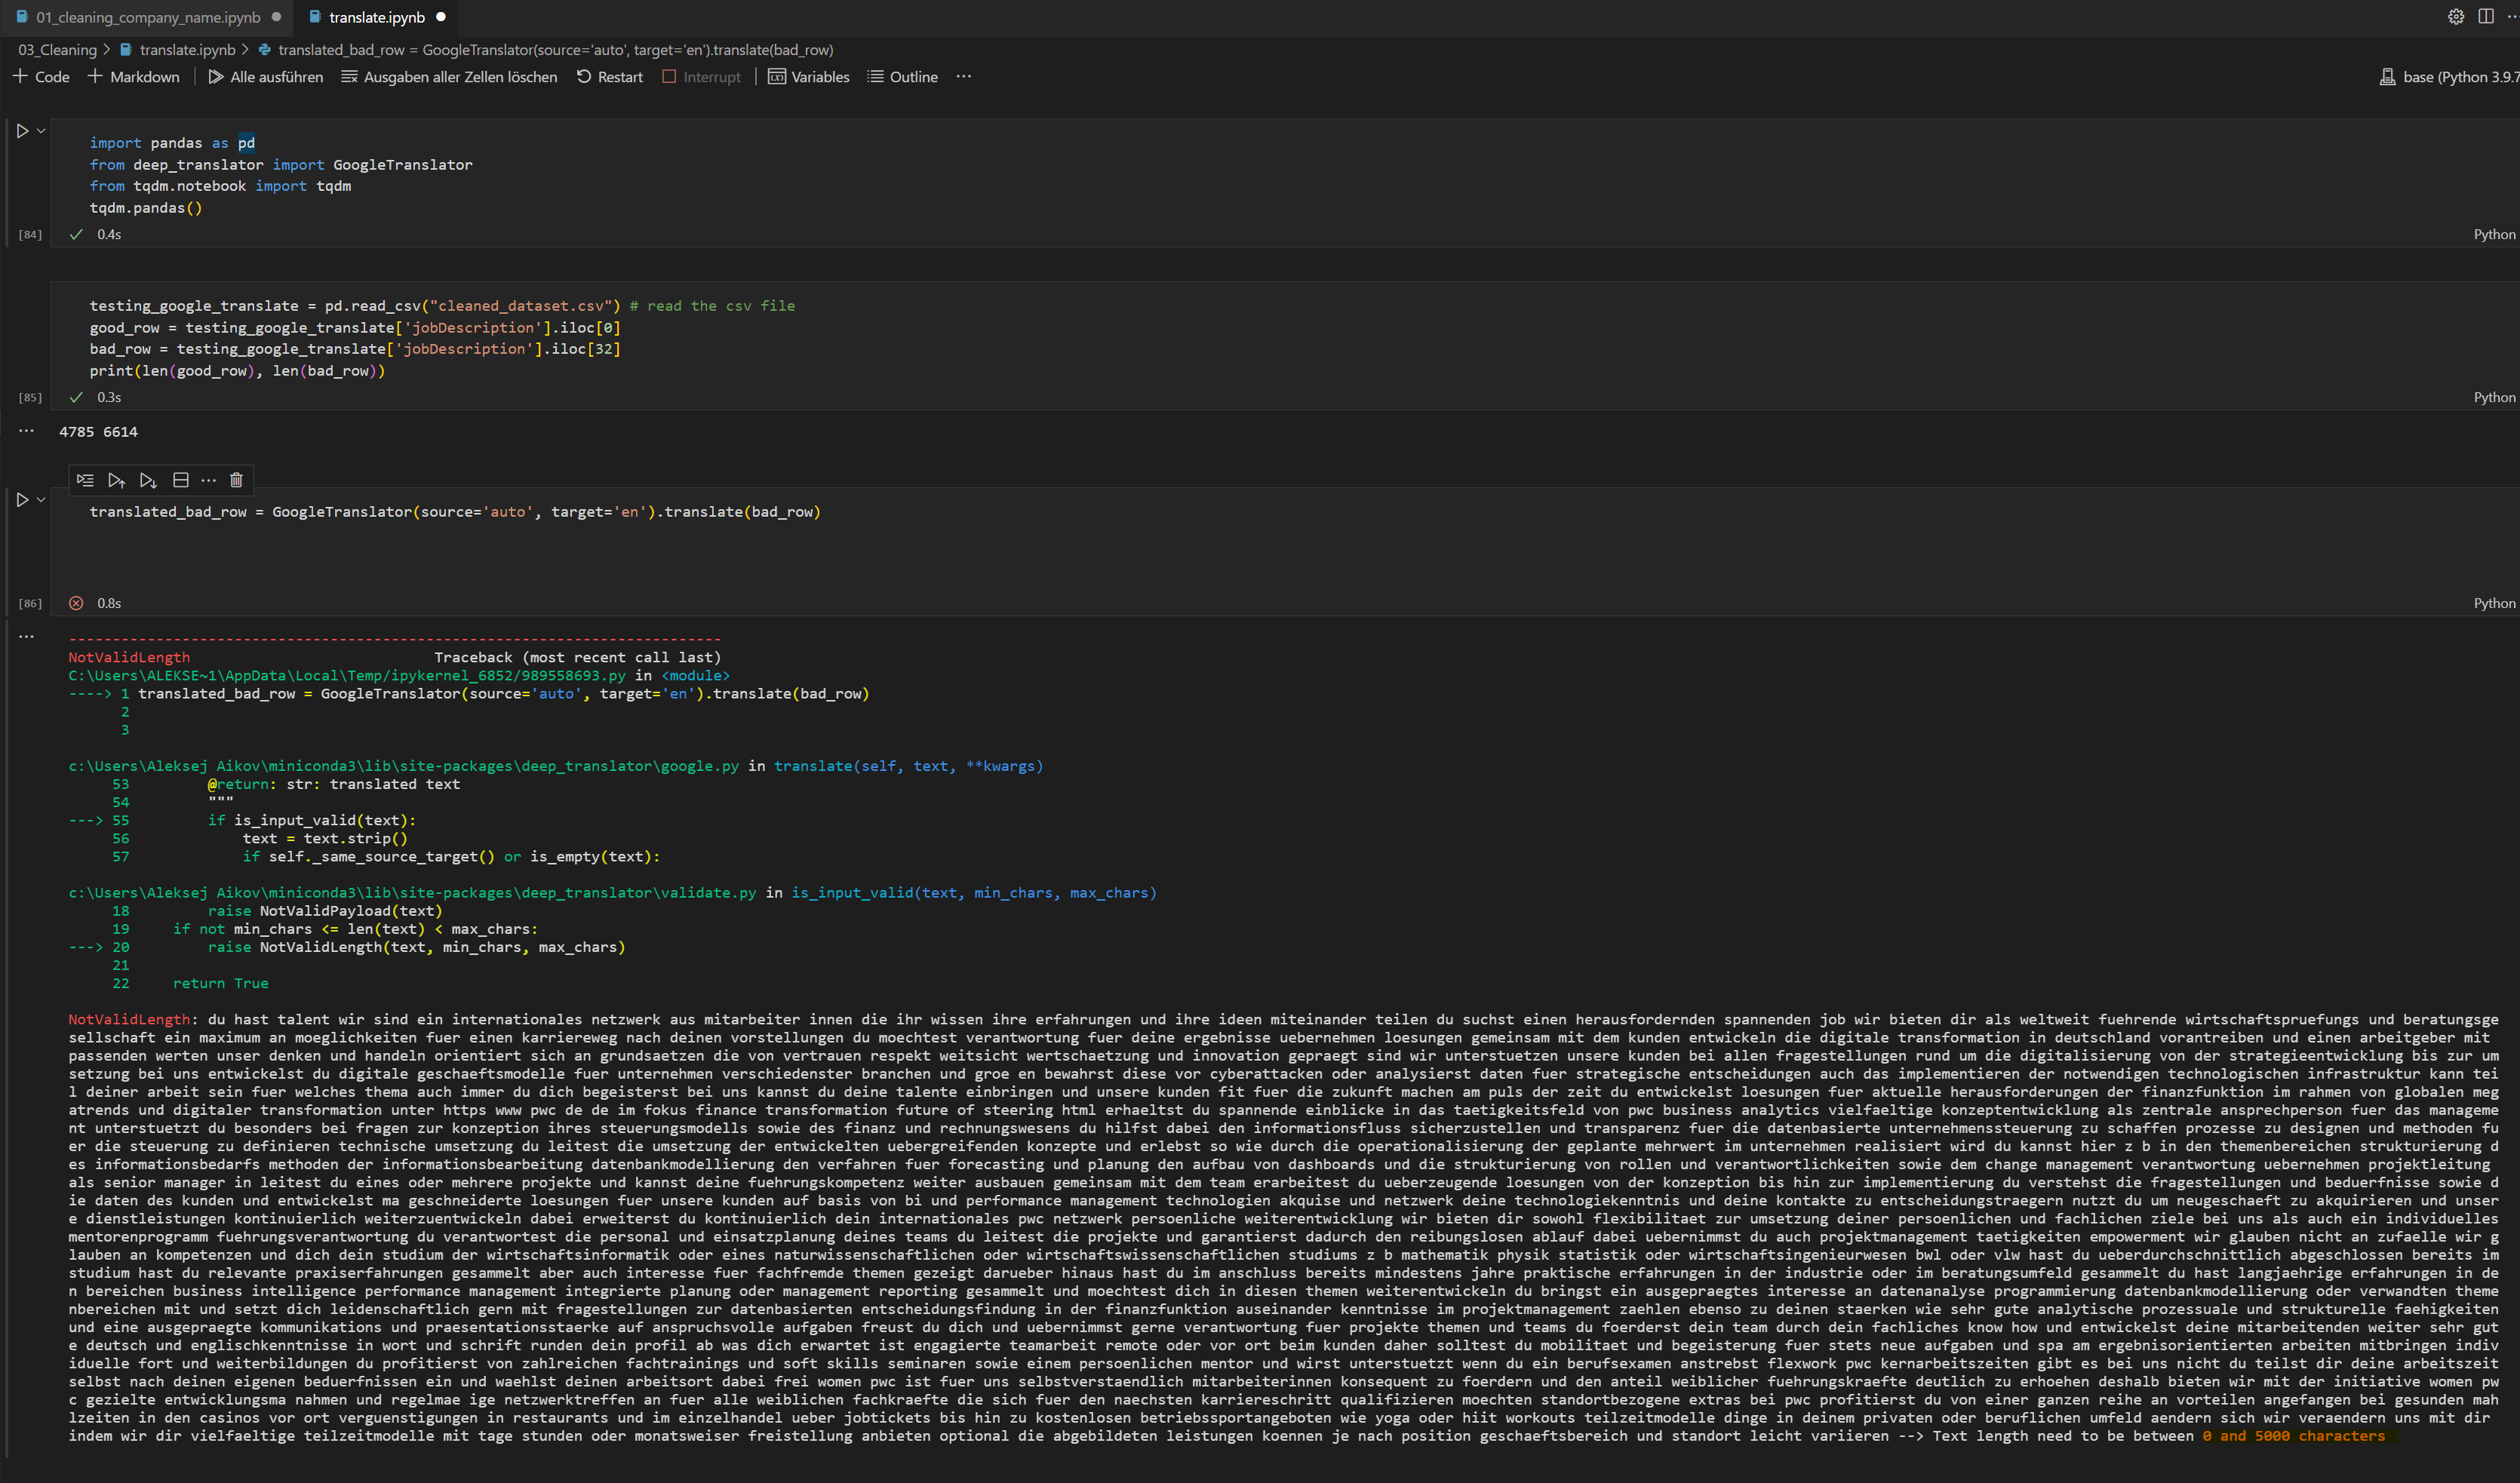 01_cleaning_company_name.ipynb
translate.ipynb
03_Cleaning > translate.ipynb > translated_bad_row = GoogleTranslator(source='auto', target='en').translate(bad_row)
+ Code + Markdown | Alle ausführen Ausgaben aller Zellen löschen Restart Interrupt | Variables Outline ...
base (Python 3.9.7
import pandas as pd
from deep_translator import GoogleTranslator
from tqdm.notebook import tqdm
tqdm.pandas()
[84] 0.4s
Python
testing_google_translate = pd.read_csv("cleaned_dataset.csv") # read the csv file
good_row = testing_google_translate['jobDescription'].iloc[0]
bad_row = testing_google_translate['jobDescription'].iloc[32]
print(len(good_row), len(bad_row))
[85] 0.3s
Python
... 4785 6614
translated_bad_row = GoogleTranslator(source='auto', target='en').translate(bad_row)
[86] 0.8s
Python
...
---------------------------------------------------------------------------
NotValidLength                            Traceback (most recent call last)
C:\Users\ALEKSE~1\AppData\Local\Temp/ipykernel_6852/989558693.py in <module>
----> 1 translated_bad_row = GoogleTranslator(source='auto', target='en').translate(bad_row)
      2
      3
c:\Users\Aleksej Aikov\miniconda3\lib\site-packages\deep_translator\google.py in translate(self, text, **kwargs)
     53         @return: str: translated text
     54         """
---> 55         if is_input_valid(text):
     56             text = text.strip()
     57             if self._same_source_target() or is_empty(text):
c:\Users\Aleksej Aikov\miniconda3\lib\site-packages\deep_translator\validate.py in is_input_valid(text, min_chars, max_chars)
     18         raise NotValidPayload(text)
     19     if not min_chars <= len(text) < max_chars:
---> 20         raise NotValidLength(text, min_chars, max_chars)
     21
     22     return True
NotValidLength: du hast talent wir sind ein internationales netzwerk aus mitarbeiter innen die ihr wissen ihre erfahrungen und ihre ideen miteinander teilen du suchst einen herausfordernden spannenden job wir bieten dir als weltweit fuehrende wirtschaftspruefungs und beratungsge
sellschaft ein maximum an moeglichkeiten fuer einen karriereweg nach deinen vorstellungen du moechtest verantwortung fuer deine ergebnisse uebernehmen loesungen gemeinsam mit dem kunden entwickeln die digitale transformation in deutschland vorantreiben und einen arbeitgeber mit
passenden werten unser denken und handeln orientiert sich an grundsaetzen die von vertrauen respekt weitsicht wertschaetzung und innovation gepraegt sind wir unterstuetzen unsere kunden bei allen fragestellungen rund um die digitalisierung von der strategieentwicklung bis zur um
setzung bei uns entwickelst du digitale geschaeftsmodelle fuer unternehmen verschiedenster branchen und groe en bewahrst diese vor cyberattacken oder analysierst daten fuer strategische entscheidungen auch das implementieren der notwendigen technologischen infrastruktur kann tei
l deiner arbeit sein fuer welches thema auch immer du dich begeisterst bei uns kannst du deine talente einbringen und unsere kunden fit fuer die zukunft machen am puls der zeit du entwickelst loesungen fuer aktuelle herausforderungen der finanzfunktion im rahmen von globalen meg
atrends und digitaler transformation unter https www pwc de de im fokus finance transformation future of steering html erhaeltst du spannende einblicke in das taetigkeitsfeld von pwc business analytics vielfaeltige konzeptentwicklung als zentrale ansprechperson fuer das manageme
nt unterstuetzt du besonders bei fragen zur konzeption ihres steuerungsmodells sowie des finanz und rechnungswesens du hilfst dabei den informationsfluss sicherzustellen und transparenz fuer die datenbasierte unternehmenssteuerung zu schaffen prozesse zu designen und methoden fu
er die steuerung zu definieren technische umsetzung du leitest die umsetzung der entwickelten uebergreifenden konzepte und erlebst so wie durch die operationalisierung der geplante mehrwert im unternehmen realisiert wird du kannst hier z b in den themenbereichen strukturierung d
es informationsbedarfs methoden der informationsbearbeitung datenbankmodellierung den verfahren fuer forecasting und planung den aufbau von dashboards und die strukturierung von rollen und verantwortlichkeiten sowie dem change management verantwortung uebernehmen projektleitung
als senior manager in leitest du eines oder mehrere projekte und kannst deine fuehrungskompetenz weiter ausbauen gemeinsam mit dem team erarbeitest du ueberzeugende loesungen von der konzeption bis hin zur implementierung du verstehst die fragestellungen und beduerfnisse sowie d
ie daten des kunden und entwickelst ma geschneiderte loesungen fuer unsere kunden auf basis von bi und performance management technologien akquise und netzwerk deine technologiekenntnis und deine kontakte zu entscheidungstraegern nutzt du um neugeschaeft zu akquirieren und unser
e dienstleistungen kontinuierlich weiterzuentwickeln dabei erweiterst du kontinuierlich dein internationales pwc netzwerk persoenliche weiterentwicklung wir bieten dir sowohl flexibilitaet zur umsetzung deiner persoenlichen und fachlichen ziele bei uns als auch ein individuelles
mentorenprogramm fuehrungsverantwortung du verantwortest die personal und einsatzplanung deines teams du leitest die projekte und garantierst dadurch den reibungslosen ablauf dabei uebernimmst du auch projektmanagement taetigkeiten empowerment wir glauben nicht an zufaelle wir g
lauben an kompetenzen und dich dein studium der wirtschaftsinformatik oder eines naturwissenschaftlichen oder wirtschaftswissenschaftlichen studiums z b mathematik physik statistik oder wirtschaftsingenieurwesen bwl oder vlw hast du ueberdurchschnittlich abgeschlossen bereits im
studium hast du relevante praxiserfahrungen gesammelt aber auch interesse fuer fachfremde themen gezeigt darueber hinaus hast du im anschluss bereits mindestens jahre praktische erfahrungen in der industrie oder im beratungsumfeld gesammelt du hast langjaehrige erfahrungen in de
n bereichen business intelligence performance management integrierte planung oder management reporting gesammelt und moechtest dich in diesen themen weiterentwickeln du bringst ein ausgepraegtes interesse an datenanalyse programmierung datenbankmodellierung oder verwandten theme
nbereichen mit und setzt dich leidenschaftlich gern mit fragestellungen zur datenbasierten entscheidungsfindung in der finanzfunktion auseinander kenntnisse im projektmanagement zaehlen ebenso zu deinen staerken wie sehr gute analytische prozessuale und strukturelle faehigkeiten
und eine ausgepraegte kommunikations und praesentationsstaerke auf anspruchsvolle aufgaben freust du dich und uebernimmst gerne verantwortung fuer projekte themen und teams du foerderst dein team durch dein fachliches know how und entwickelst deine mitarbeitenden weiter sehr gut
e deutsch und englischkenntnisse in wort und schrift runden dein profil ab was dich erwartet ist engagierte teamarbeit remote oder vor ort beim kunden daher solltest du mobilitaet und begeisterung fuer stets neue aufgaben und spa am ergebnisorientierten arbeiten mitbringen indiv
iduelle fort und weiterbildungen du profitierst von zahlreichen fachtrainings und soft skills seminaren sowie einem persoenlichen mentor und wirst unterstuetzt wenn du ein berufsexamen anstrebst flexwork pwc kernarbeitszeiten gibt es bei uns nicht du teilst dir deine arbeitszeit
selbst nach deinen eigenen beduerfnissen ein und waehlst deinen arbeitsort dabei frei women pwc ist fuer uns selbstverstaendlich mitarbeiterinnen konsequent zu foerdern und den anteil weiblicher fuehrungskraefte deutlich zu erhoehen deshalb bieten wir mit der initiative women pw
c gezielte entwicklungsma nahmen und regelmae ige netzwerktreffen an fuer alle weiblichen fachkraefte die sich fuer den naechsten karriereschritt qualifizieren moechten standortbezogene extras bei pwc profitierst du von einer ganzen reihe an vorteilen angefangen bei gesunden mah
lzeiten in den casinos vor ort verguenstigungen in restaurants und im einzelhandel ueber jobtickets bis hin zu kostenlosen betriebssportangeboten wie yoga oder hiit workouts teilzeitmodelle dinge in deinem privaten oder beruflichen umfeld aendern sich wir veraendern uns mit dir
indem wir dir vielfaeltige teilzeitmodelle mit tage stunden oder monatsweiser freistellung anbieten optional die abgebildeten leistungen koennen je nach position geschaeftsbereich und standort leicht variieren --> Text length need to be between 0 and 5000 characters